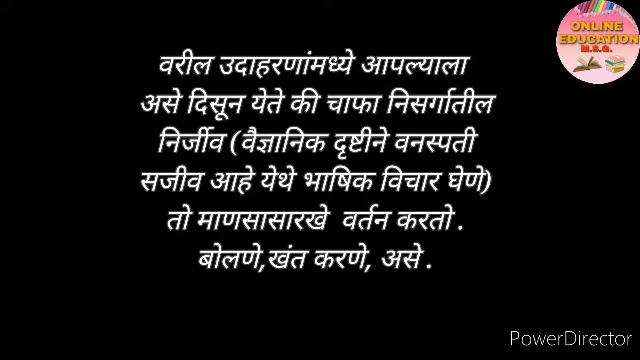 ONLINE
EDUCATION
M.S.G.
वरील उदाहरणांमध्ये आपल्याला
असे दिसून येते की चाफा निसर्गातील
निर्जीव (वैज्ञानिक दृष्टीने वनस्पती
सजीव आहे येथे भाषिक विचार घेणे)
तो माणसासारखे वर्तन करतो .
बोलणे,खंत करणे, असे .
PowerDirector